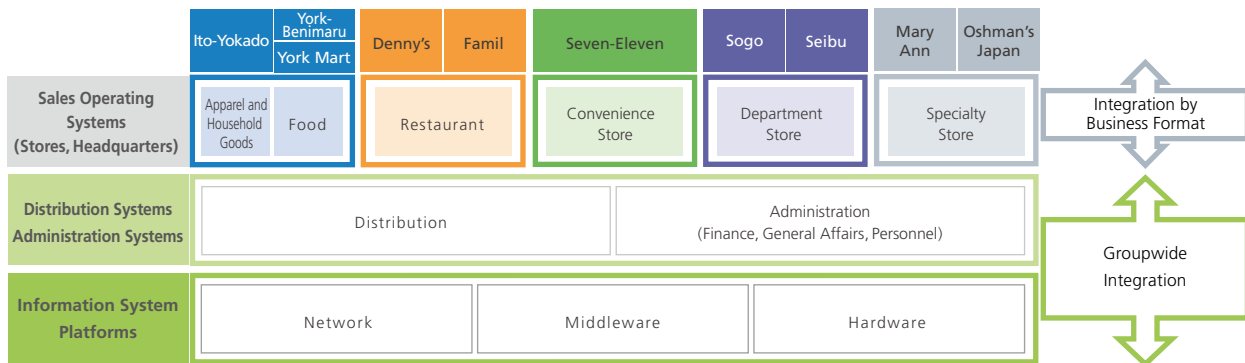 Ito-Yokado
York-
Benimaru
York Mart
Denny's
Famil
Seven-Eleven
Sogo
Seibu
Mary
Ann
Oshman's
Japan
Sales Operating
Systems
(Stores, Headquarters)
Apparel and
Household
Goods
Food
Restaurant
Convenience
Store
Department
Store
Specialty
Store
Integration by
Business Format
Distribution Systems
Administration Systems
Distribution
Administration
(Finance, General Affairs, Personnel)
Groupwide
Integration
Information System
Platforms
Network
Middleware
Hardware